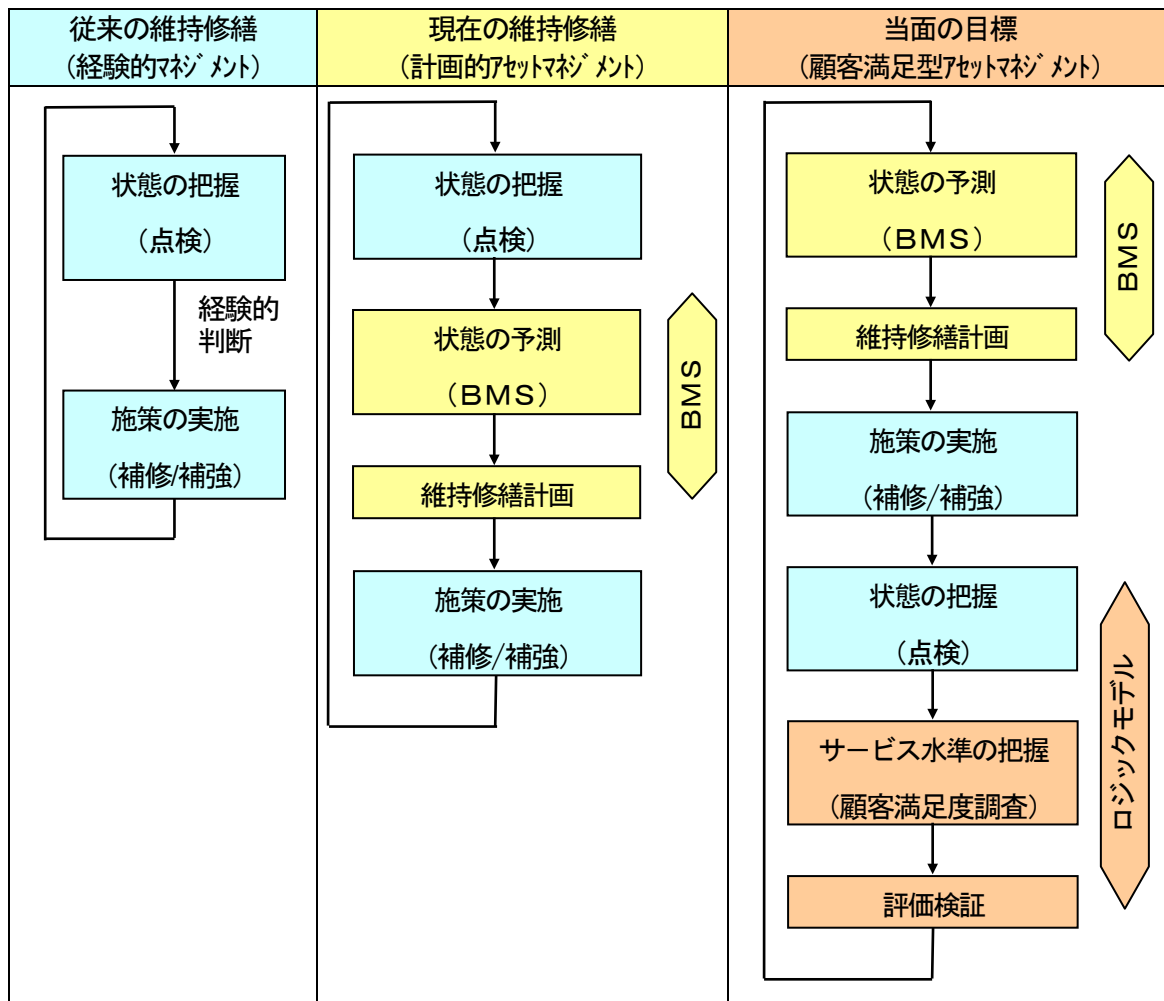 従来の維持修繕
（経験的ﾏﾈｼﾞﾒﾝﾄ）
状態の把握
（点検）
経験的
判断
施策の実施
（補修/補強）
現在の維持修繕
（計画的ｱｾｯﾄﾏﾈｼﾞﾒﾝﾄ）
状態の把握
（点検）
状態の予測
（ＢＭＳ）
維持修繕計画
施策の実施
（補修/補強）
ＢＭＳ
当面の目標
（顧客満足型ｱｾｯﾄﾏﾈｼﾞﾒﾝﾄ）
状態の予測
（ＢＭＳ）
維持修繕計画
施策の実施
（補修/補強）
状態の把握
（点検）
サービス水準の把握
（顧客満足度調査）
評価検証
ＢＭＳ
ロジックモデル